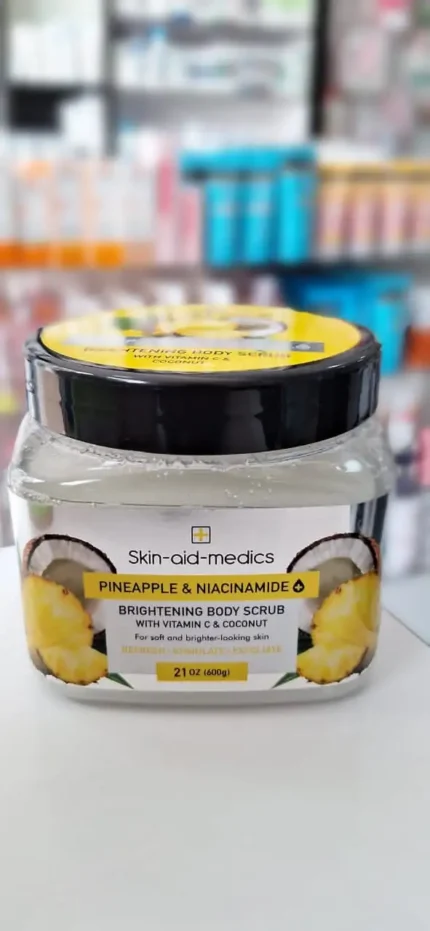 BRIGHTENING BODY SCRUB
WITH VITAMIN C &
COCONUT
Skin-aid-medics
PINEAPPLE & NIACINAMIDE
BRIGHTENING BODY SCRUB
WITH VITAMIN C & COCONUT
For soft and brighter-looking skin
21 OZ (600g)